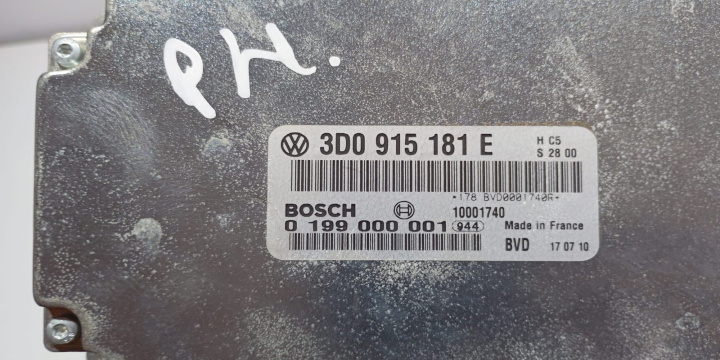 PH.
3D0 915 181 E
H C5
S 28 00
*178 BVD0001740R*
BOSCH
10001740
0 199 000 001 944
Made in France
BVD 17 07 10